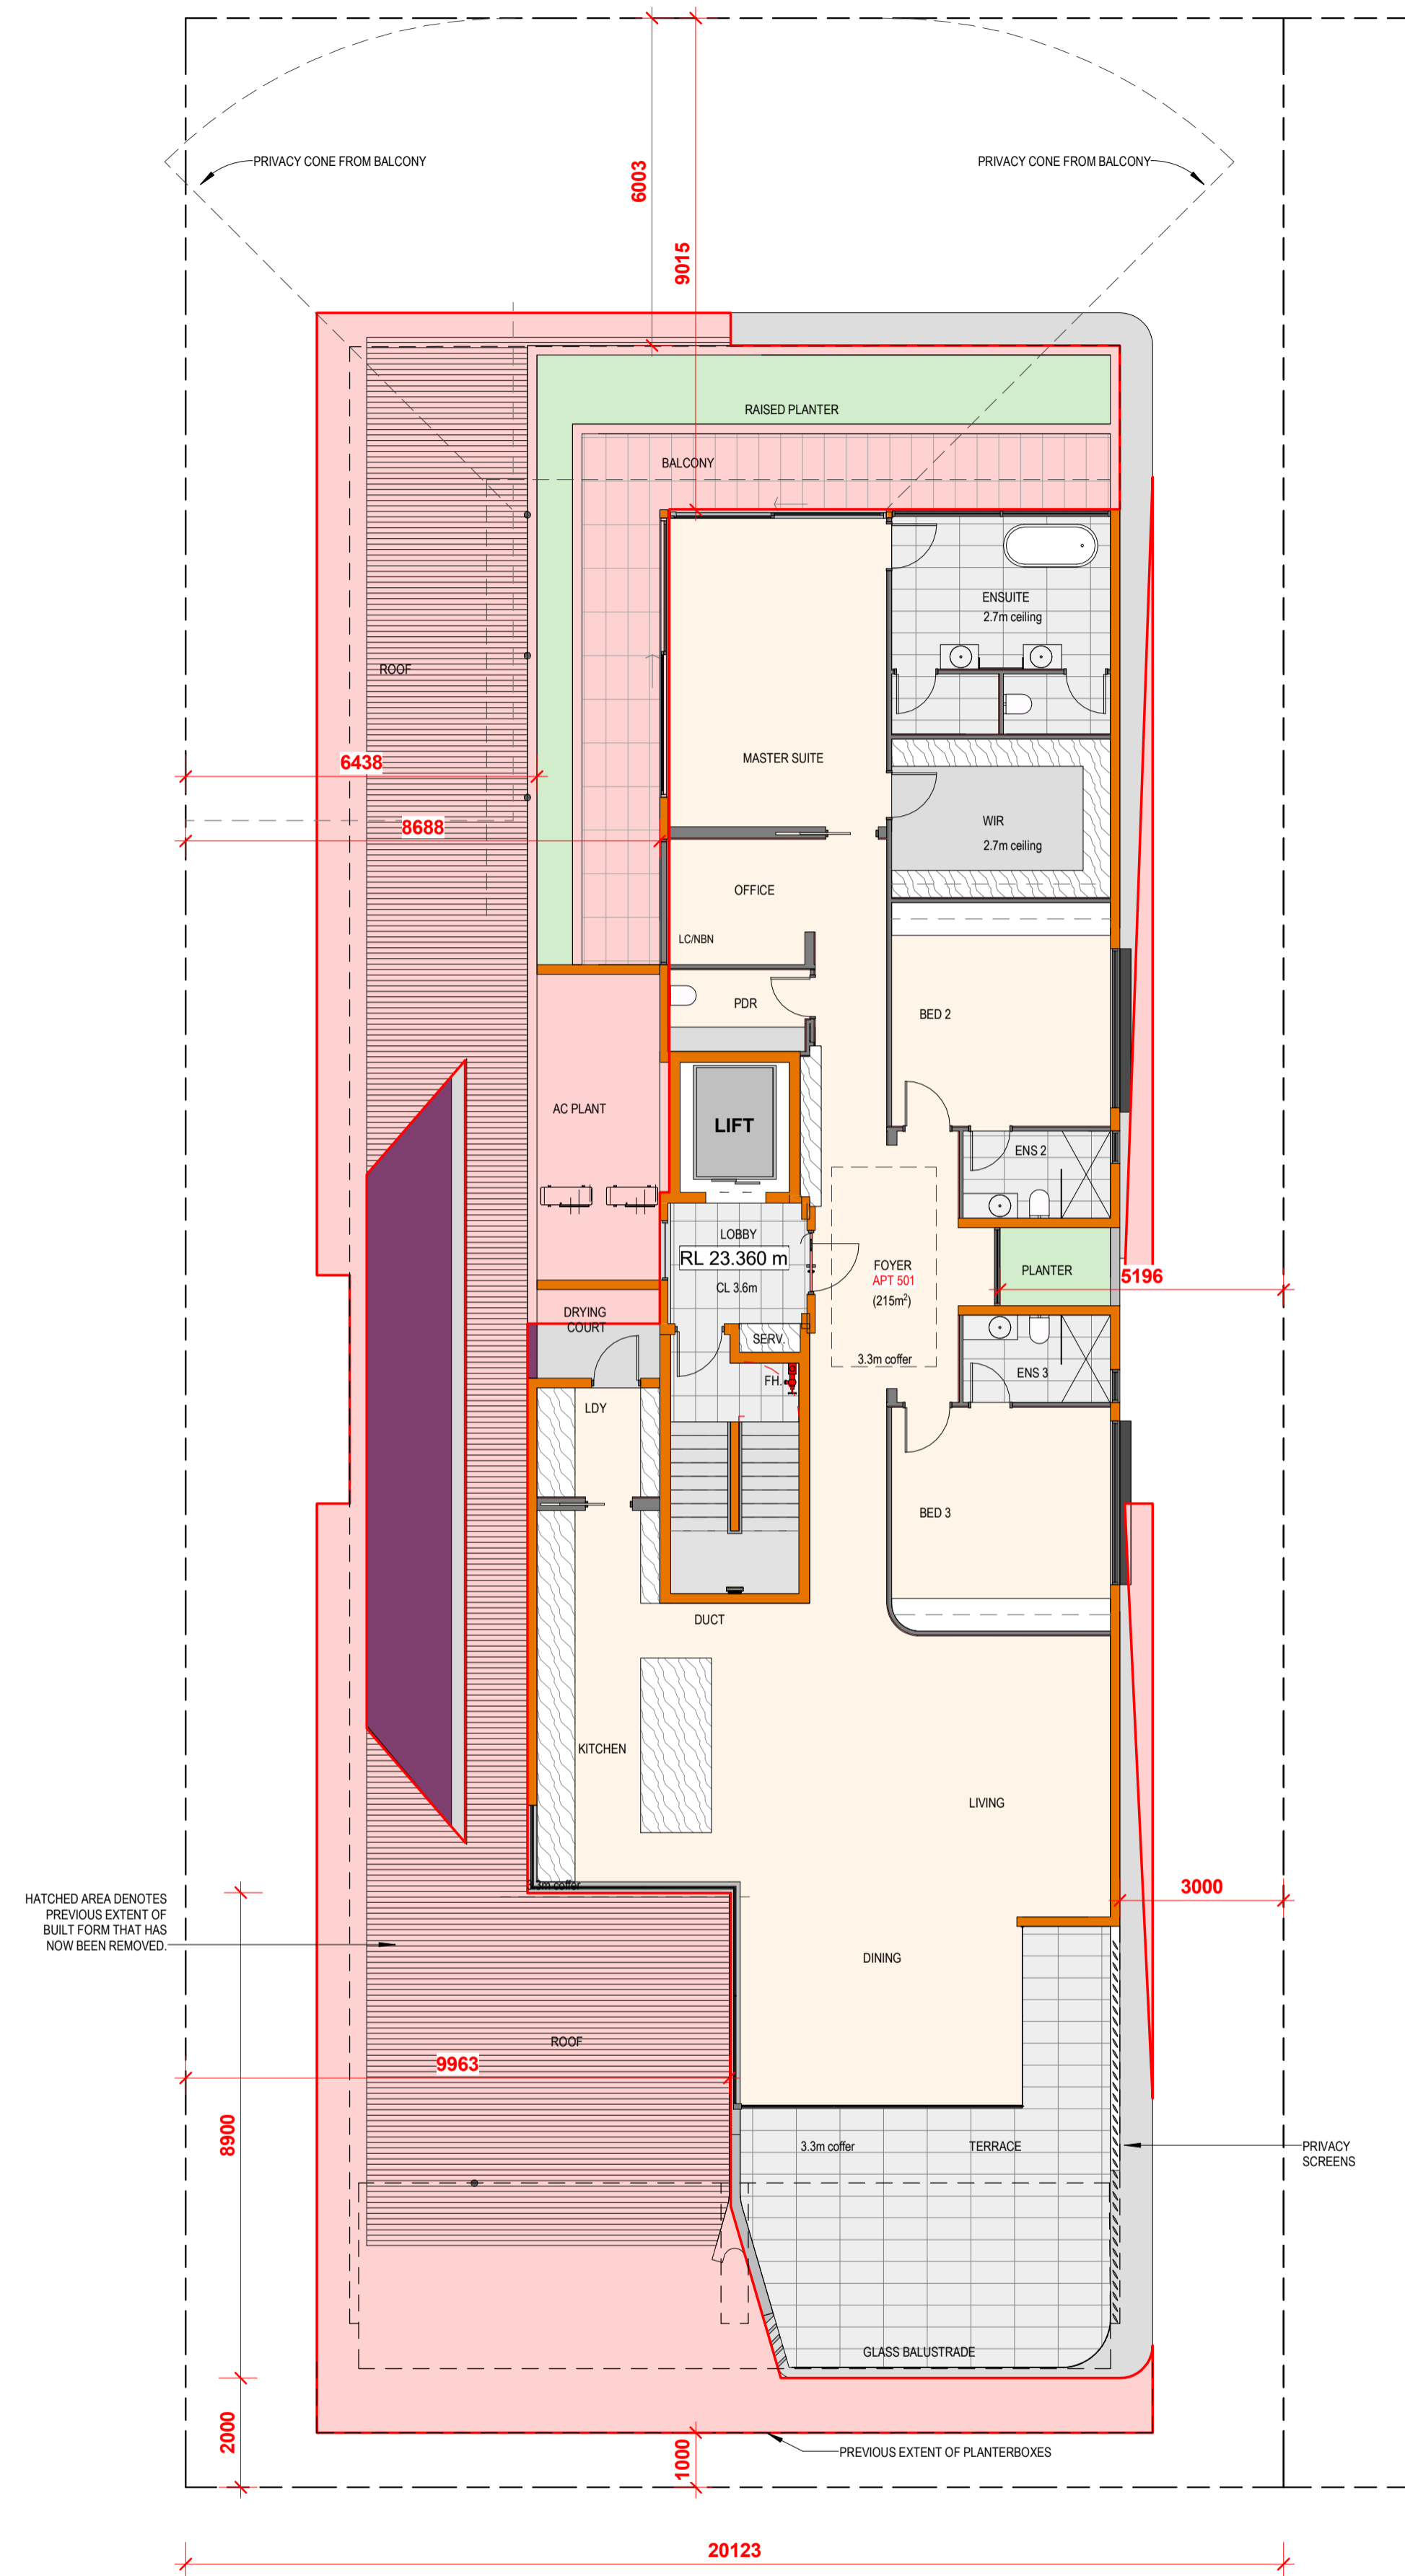 PRIVACY CONE FROM BALCONY
PRIVACY CONE FROM BALCONY
6003
9015
RAISED PLANTER
BALCONY
ENSUITE
2.7m ceiling
ROOF
MASTER SUITE
6438
8688
WIR
2.7m ceiling
OFFICE
LC/NBN
PDR
BED 2
AC PLANT
LIFT
ENS 2
LOBBY
RL 23.360 m
CL 3.6m
FOYER
APT 501
(215m²)
PLANTER
5196
DRYING
COURT
SERV.
3.3m coffer
FH.
ENS 3
LDY
BED 3
DUCT
KITCHEN
LIVING
3.3m coffer
3000
HATCHED AREA DENOTES
PREVIOUS EXTENT OF
BUILT FORM THAT HAS
NOW BEEN REMOVED.
DINING
ROOF
9963
8900
3.3m coffer
TERRACE
PRIVACY
SCREENS
GLASS BALUSTRADE
2000
1000
PREVIOUS EXTENT OF PLANTERBOXES
20123